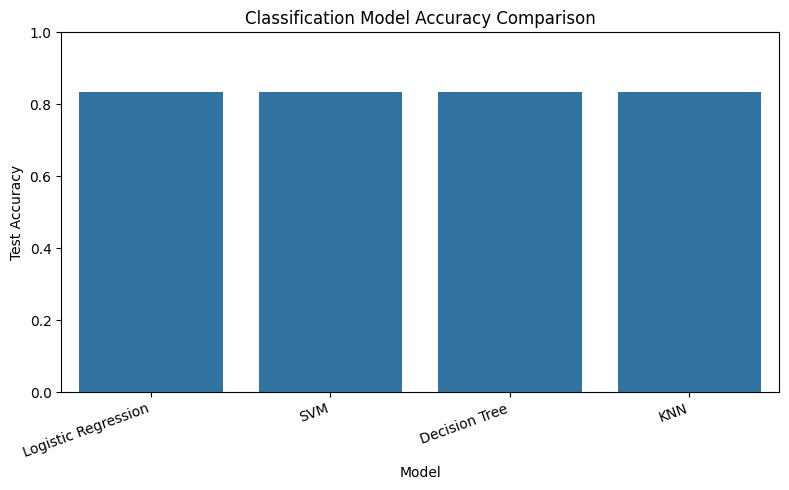 Classification Model Accuracy Comparison
Test Accuracy
1.0
0.8
0.6
0.4
0.2
0.0
Logistic Regression
SVM
Decision Tree
KNN
Model